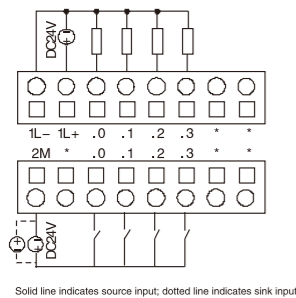 DC24V
1L- 1L+ .0 .1 .2 .3 * *
2M * .0 .1 .2 .3 * *
DC24V
Solid line indicates source input; dotted line indicates sink input